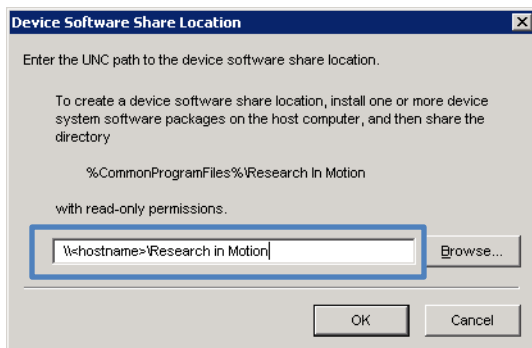 Device Software Share Location
Enter the UNC path to the device software share location.
To create a device software share location, install one or more device
system software packages on the host computer, and then share the
directory
%CommonProgramFiles%\Research In Motion
with read-only permissions.
\\<hostname>\Research in Motion
Browse...
OK
Cancel